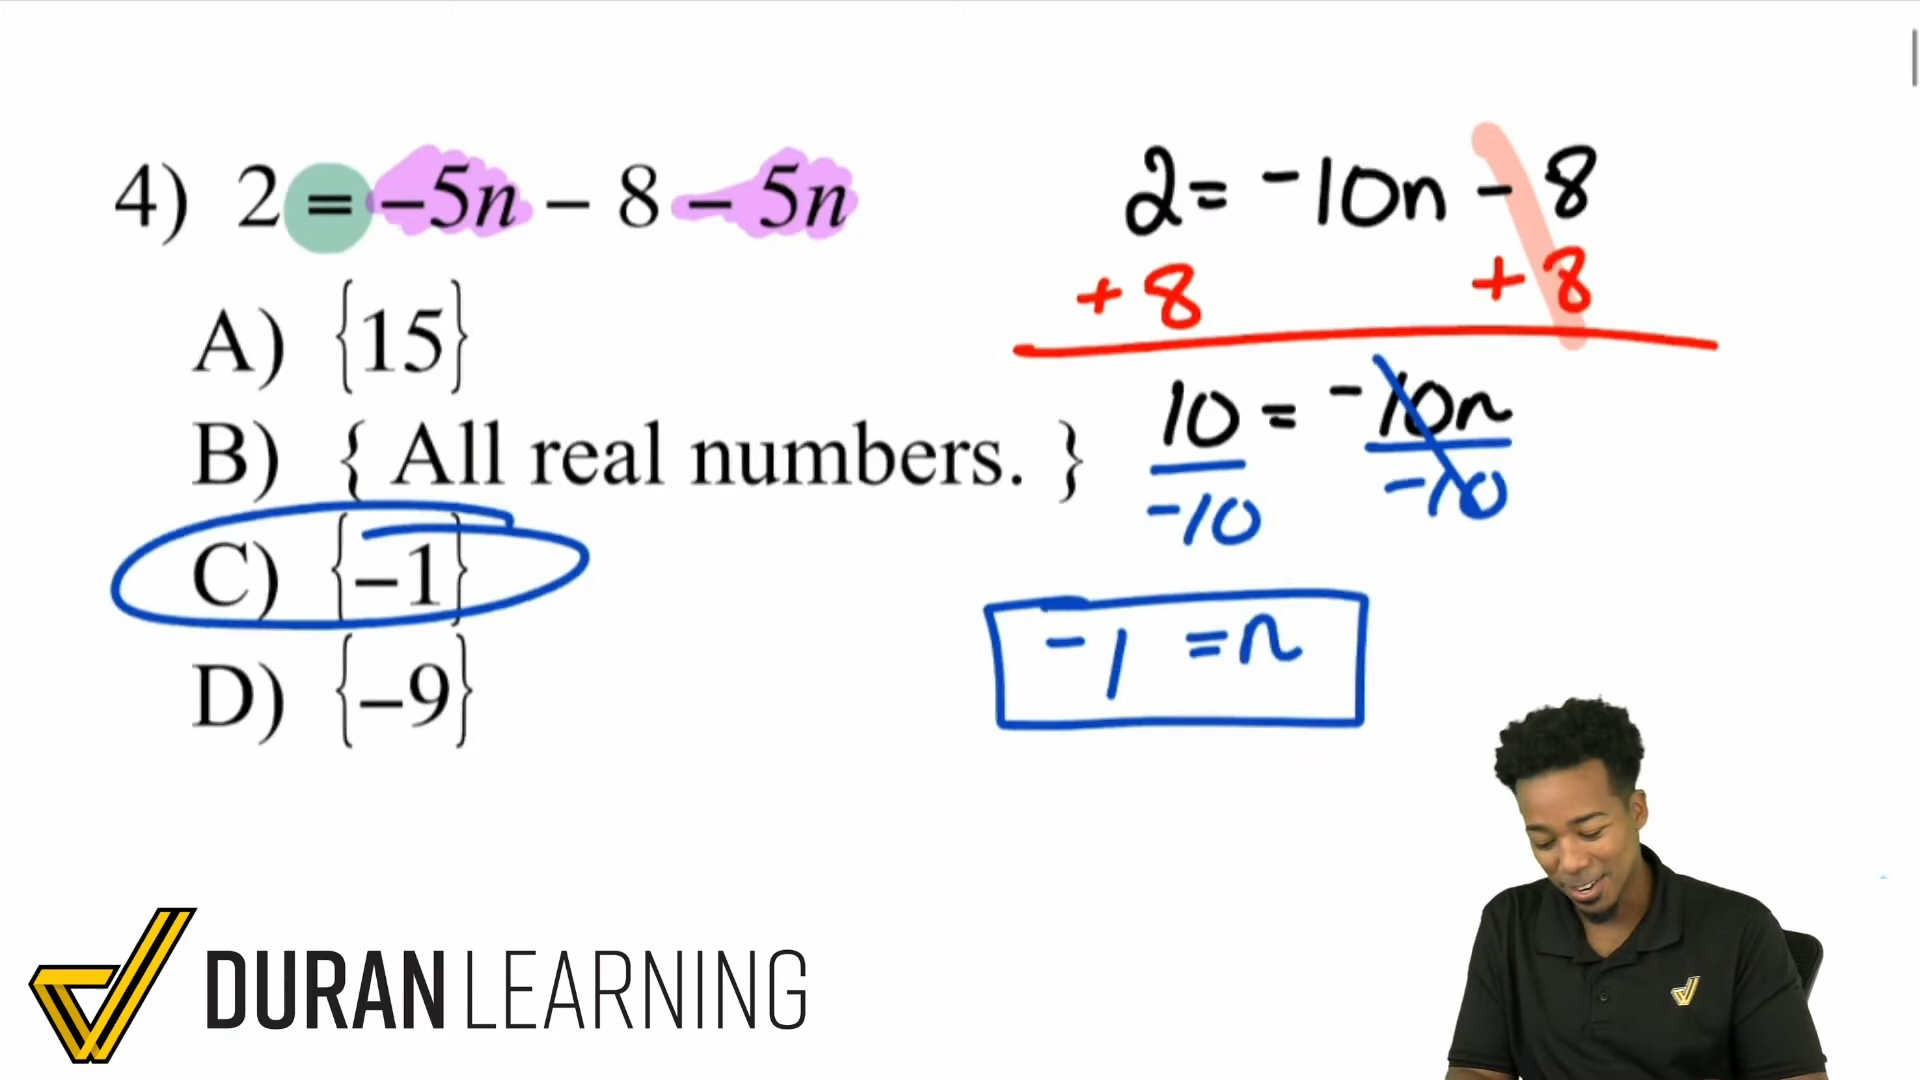 4) 2 = −5n − 8 − 5n
A) {15}
B) { All real numbers. }
C) {−1}
D) {−9}
2 = -10n - 8
+ 8 + 8
10 = -10n
-10 -10
-1 = n
DURAN LEARNING